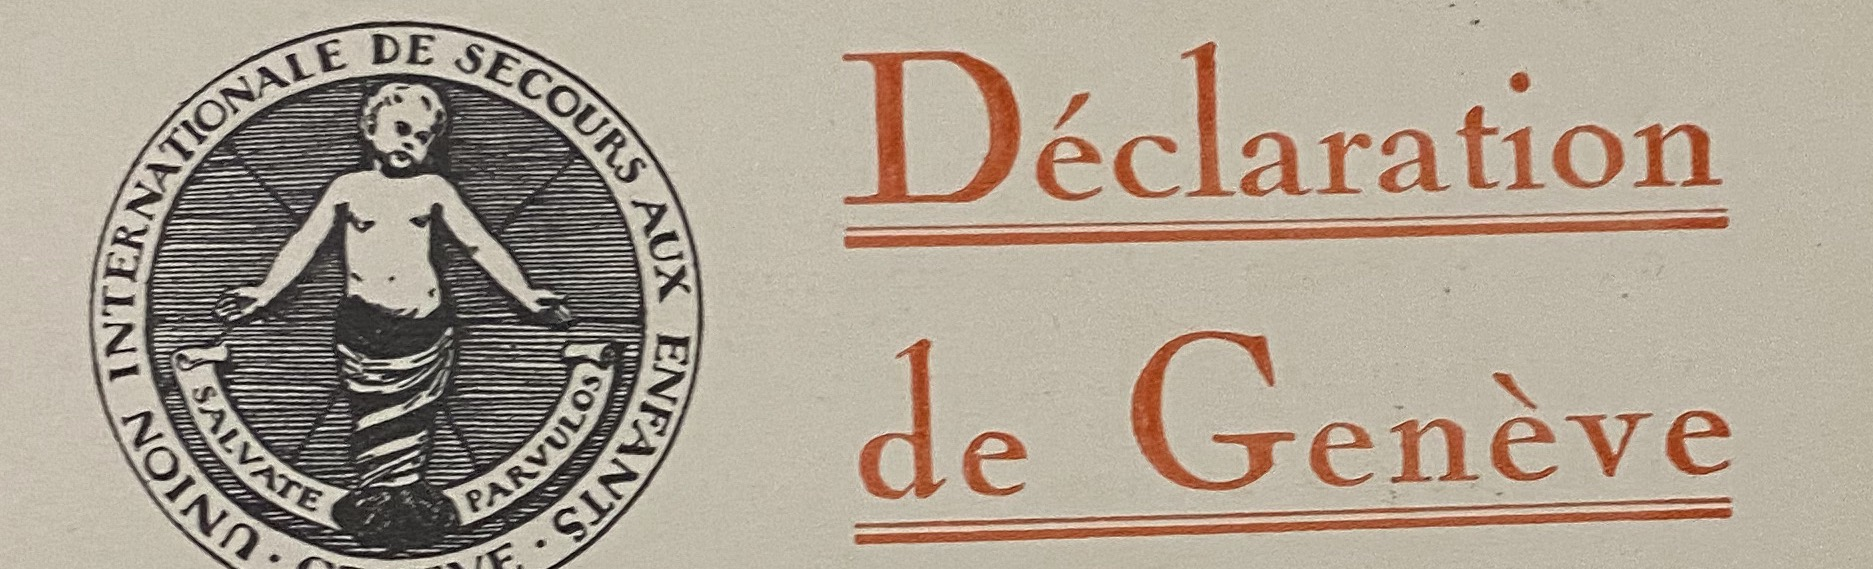 UNION INTERNATIONALE DE SECOURS AUX ENFANTS ·
SALVATE PARVULOS
Déclaration
de Genève